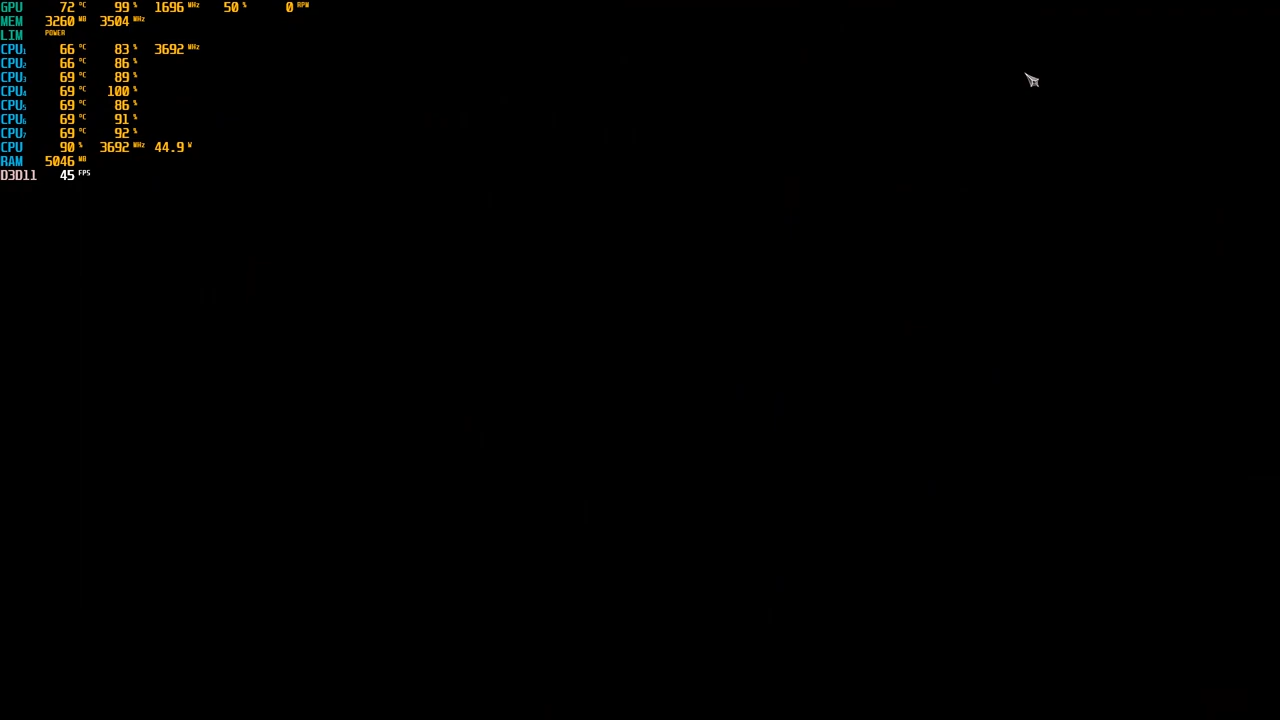 GPU 72 °C 99 % 1696 MHz 50 % 0 RPM
MEM 3260 MB 3504 MHz
LIM POWER
CPU1 66 °C 83 % 3692 MHz
CPU2 66 °C 86 %
CPU3 69 °C 89 %
CPU4 69 °C 100 %
CPU5 69 °C 86 %
CPU6 69 °C 91 %
CPU7 69 °C 92 %
CPU 90 % 3692 MHz 44.9 W
RAM 5046 MB
D3D11 45 FPS